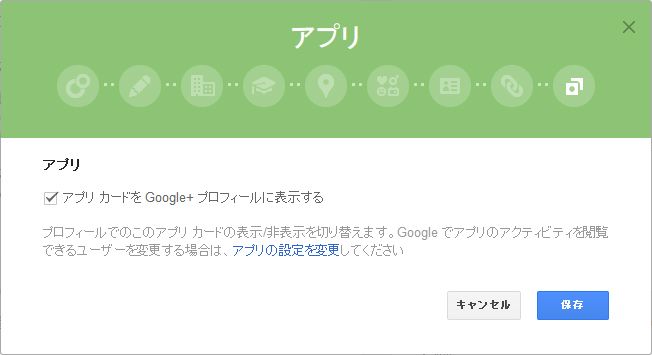 アプリ
アプリ
アプリ カードを Google+ プロフィールに表示する
プロフィールでのこのアプリ カードの表示/非表示を切り替えます。Google でアプリのアクティビティを閲覧
できるユーザーを変更する場合は、アプリの設定を変更してください
キャンセル 保存